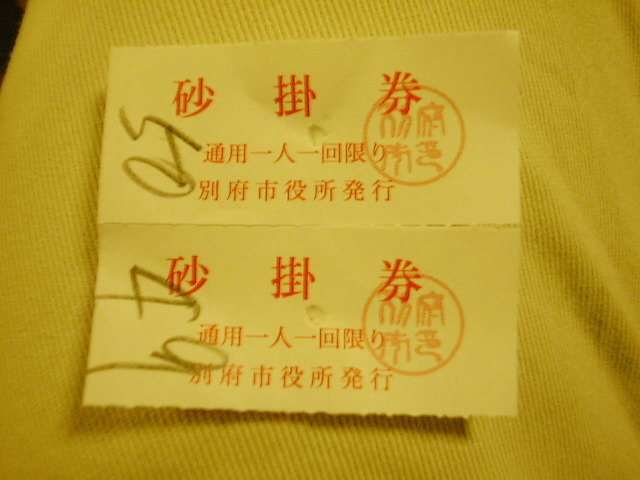 砂掛券
通用一人一回限り
別府市役所発行
砂掛券
通用一人一回限り
別府市役所発行